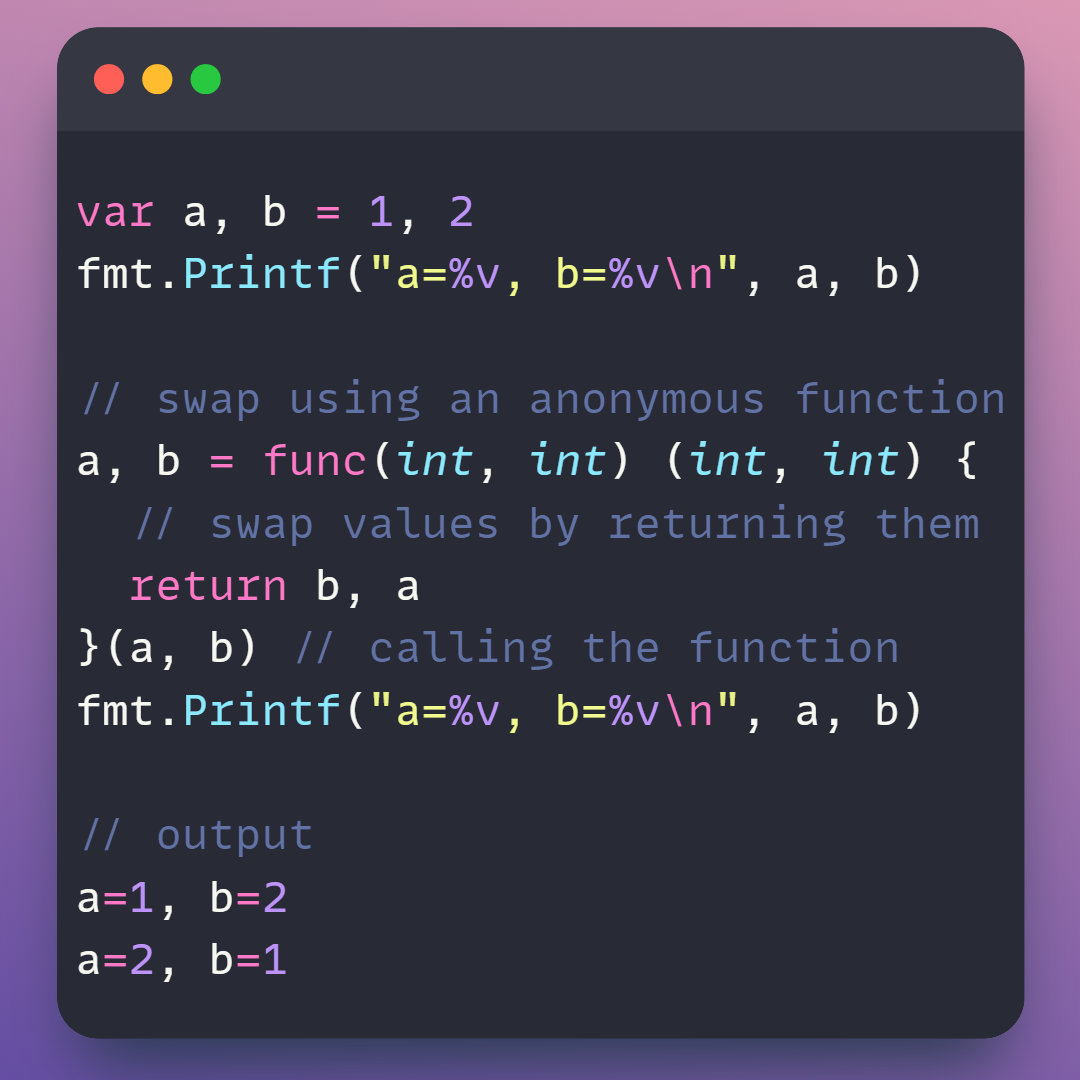 var a, b = 1, 2
fmt.Printf("a=%v, b=%v\n", a, b)
// swap using an anonymous function
a, b = func(int, int) (int, int) {
// swap values by returning them
return b, a
}(a, b) // calling the function
fmt.Printf("a=%v, b=%v\n", a, b)
// output
a=1, b=2
a=2, b=1